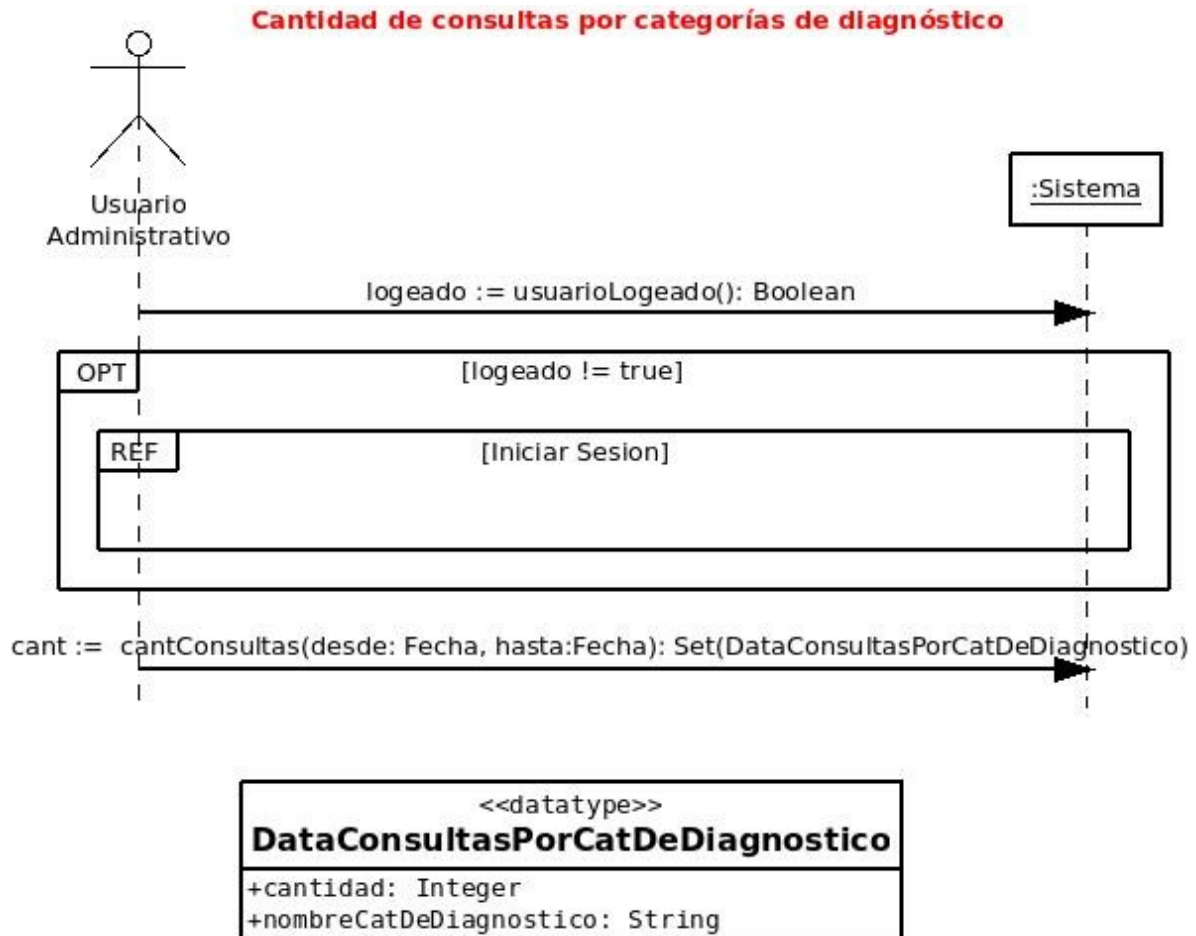 Cantidad de consultas por categorías de diagnóstico
Usuario
Administrativo
:Sistema
logeado := usuarioLogeado(): Boolean
OPT
[logeado != true]
REF
[Iniciar Sesion]
cant := cantConsultas(desde: Fecha, hasta:Fecha): Set(DataConsultasPorCatDeDiagnostico)
<<datatype>>
DataConsultasPorCatDeDiagnostico
+cantidad: Integer
+nombreCatDeDiagnostico: String